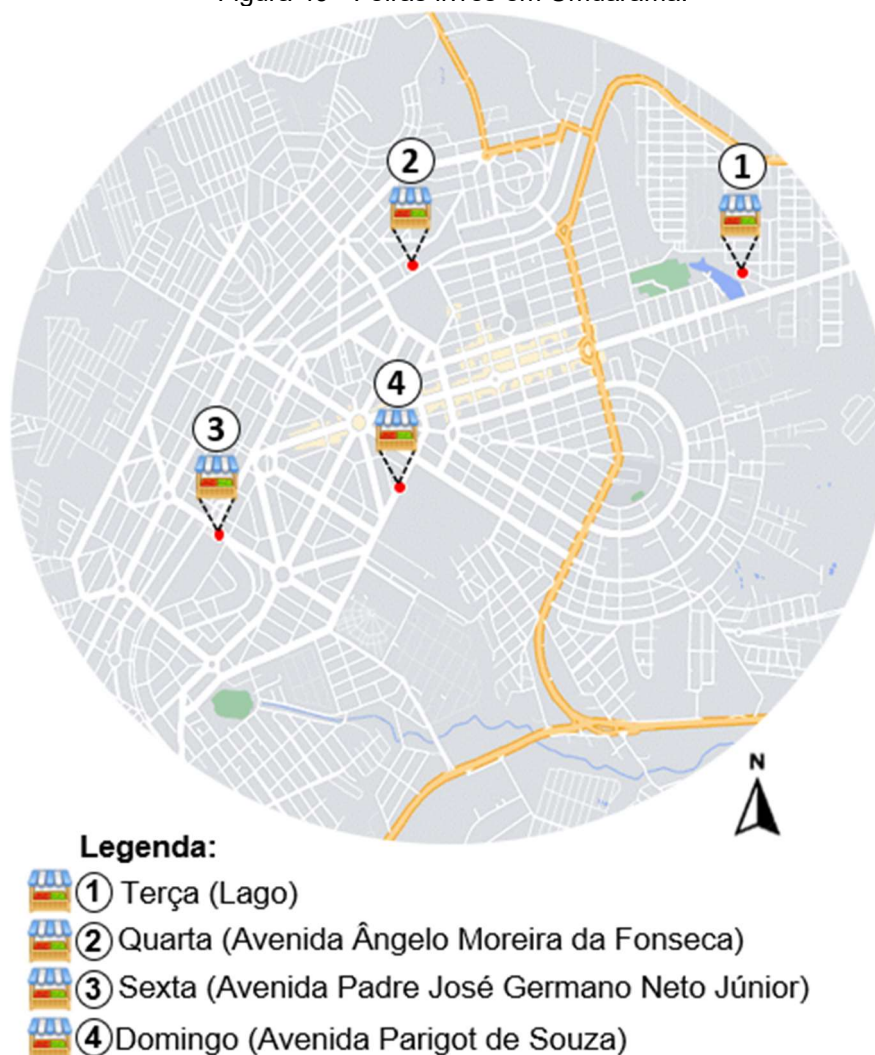 2
1
4
3
N
Legenda:
1 Terça (Lago)
2 Quarta (Avenida Ângelo Moreira da Fonseca)
3 Sexta (Avenida Padre José Germano Neto Júnior)
4 Domingo (Avenida Parigot de Souza)